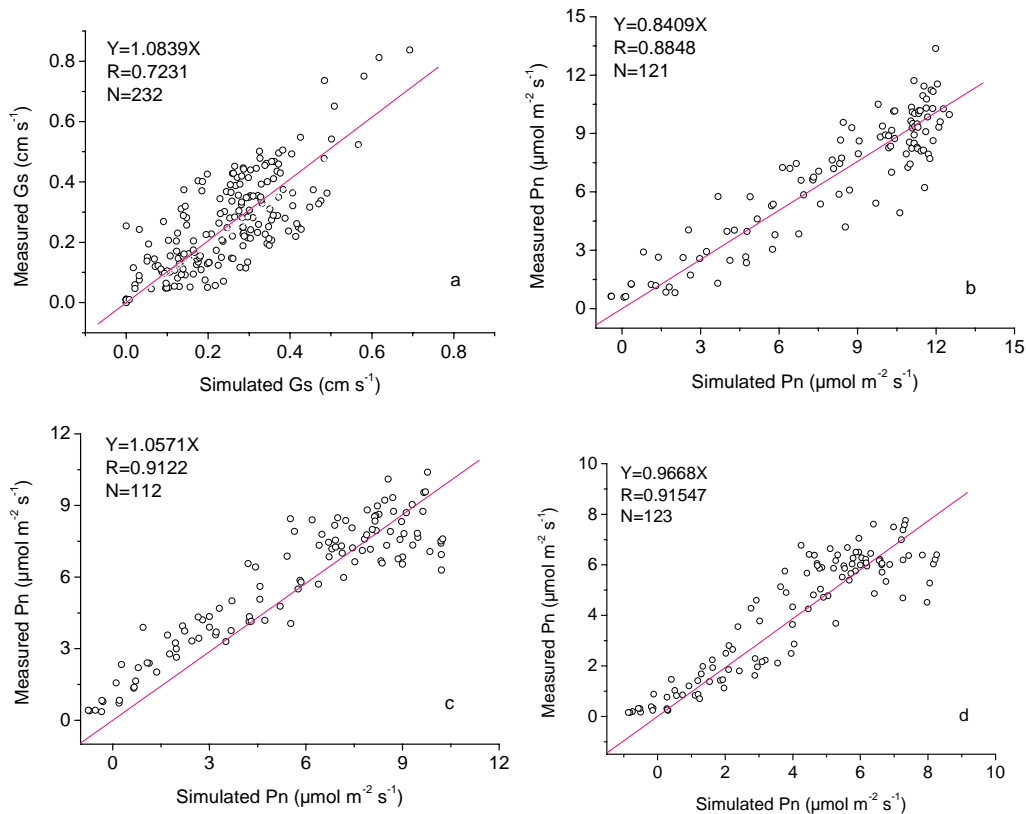 Y=1.0839X
R=0.7231
N=232
Measured Gs (cm s⁻¹)
0.8
0.6
0.4
0.2
0.0
a
0.0 0.2 0.4 0.6 0.8
Simulated Gs (cm s⁻¹)
Y=0.8409X
R=0.8848
N=121
Measured Pn (µmol m⁻² s⁻¹)
15
12
9
6
3
0
b
0 3 6 9 12 15
Simulated Pn (µmol m⁻² s⁻¹)
Y=1.0571X
R=0.9122
N=112
Measured Pn (µmol m⁻² s⁻¹)
12
9
6
3
0
c
0 3 6 9 12
Simulated Pn (µmol m⁻² s⁻¹)
Y=0.9668X
R=0.91547
N=123
Measured Pn (µmol m⁻² s⁻¹)
10
8
6
4
2
0
d
0 2 4 6 8 10
Simulated Pn (µmol m⁻² s⁻¹)